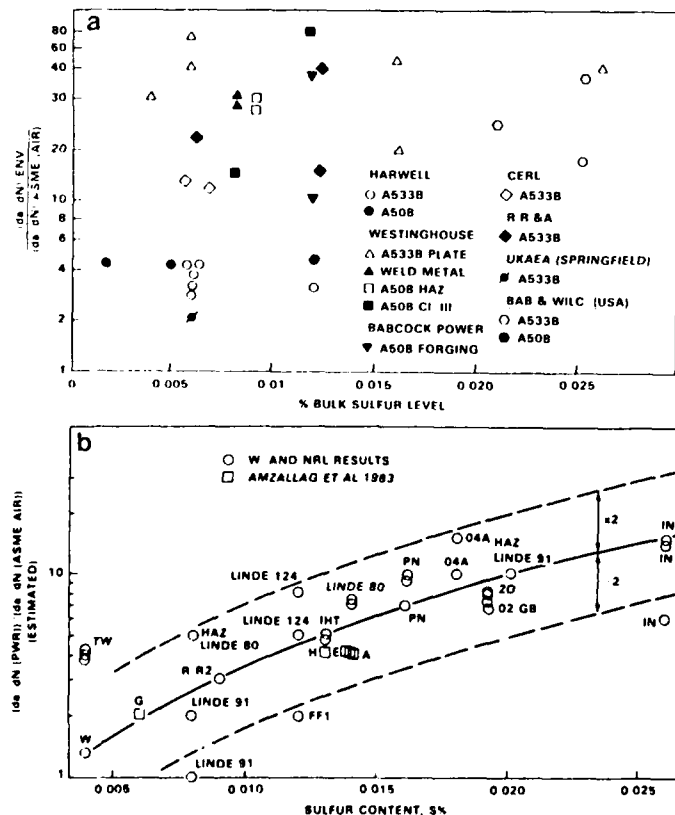 a
(da dN) ENV
(da dN) ASME AIR)
80
60
40
30
20
10
8
6
4
2
1
0
0.005
0.010
0.015
0.020
0.025
% BULK SULFUR LEVEL
HARWELL
A533B
A508
WESTINGHOUSE
A533B PLATE
WELD METAL
A508 HAZ
A508 Cl III
BABCOCK POWER
A508 FORGING
CERL
A533B
R R & A
A533B
UKAEA (SPRINGFIELD)
A533B
BAB & WILC (USA)
A533B
A508
b
(da dN (PWR)) (da dN (ASME AIR))
(ESTIMATED)
10
1
W AND NRL RESULTS
AMZALLAG ET AL 1983
TW
W
G
HAZ
LINDE 80
R R2
LINDE 91
LINDE 91
LINDE 124
LINDE 124
IHT
H E A
FF1
LINDE 80
PN
PN
04A HAZ
04A
LINDE 91
20
02 GB
×2
2
IN
IN
IN
0 005
0 010
0 015
0 020
0 025
SULFUR CONTENT, S%